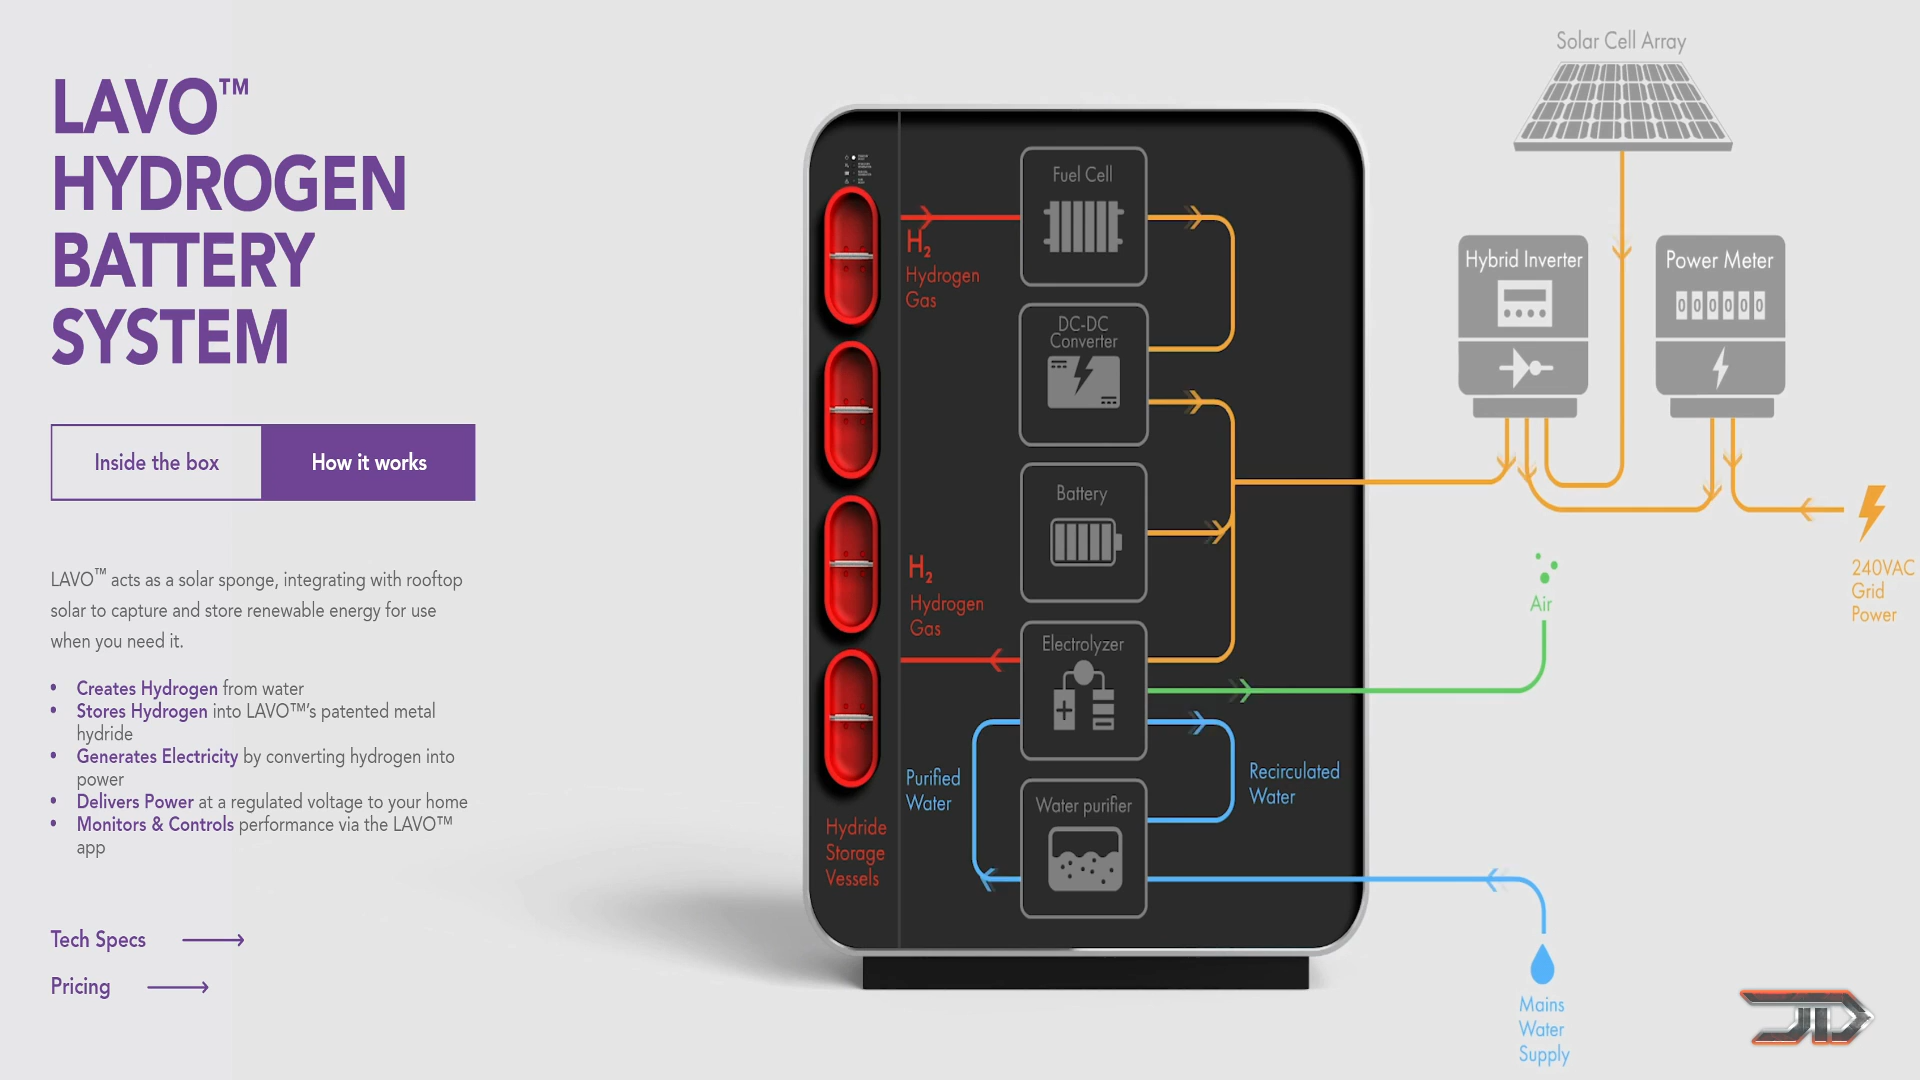 LAVO™
HYDROGEN
BATTERY
SYSTEM
Inside the box
How it works
LAVO™ acts as a solar sponge, integrating with rooftop
solar to capture and store renewable energy for use
when you need it.
• Creates Hydrogen from water
• Stores Hydrogen into LAVO™'s patented metal
hydride
• Generates Electricity by converting hydrogen into
power
• Delivers Power at a regulated voltage to your home
• Monitors & Controls performance via the LAVO™
app
Tech Specs
Pricing
H₂
Hydrogen
Gas
H₂
Hydrogen
Gas
Purified
Water
Hydride
Storage
Vessels
Fuel Cell
DC-DC
Converter
Battery
Electrolyzer
Water purifier
Recirculated
Water
Solar Cell Array
Hybrid Inverter
Power Meter
000000
240VAC
Grid
Power
Air
Mains
Water
Supply